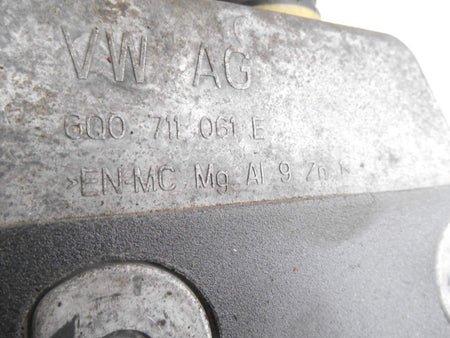 VW AG
6Q0 711 061 E
>EN-MC Mg Al 9 Zn 1<